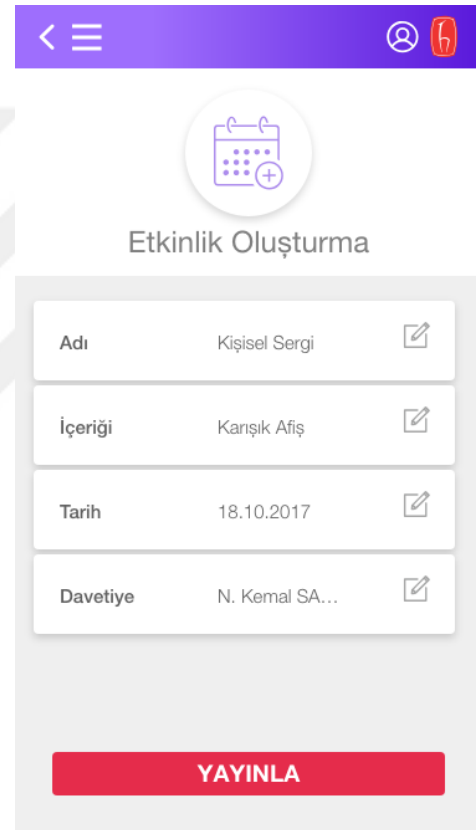 Etkinlik Oluşturma
Adı Kişisel Sergi
İçeriği Karışık Afiş
Tarih 18.10.2017
Davetiye N. Kemal SA...
YAYINLA